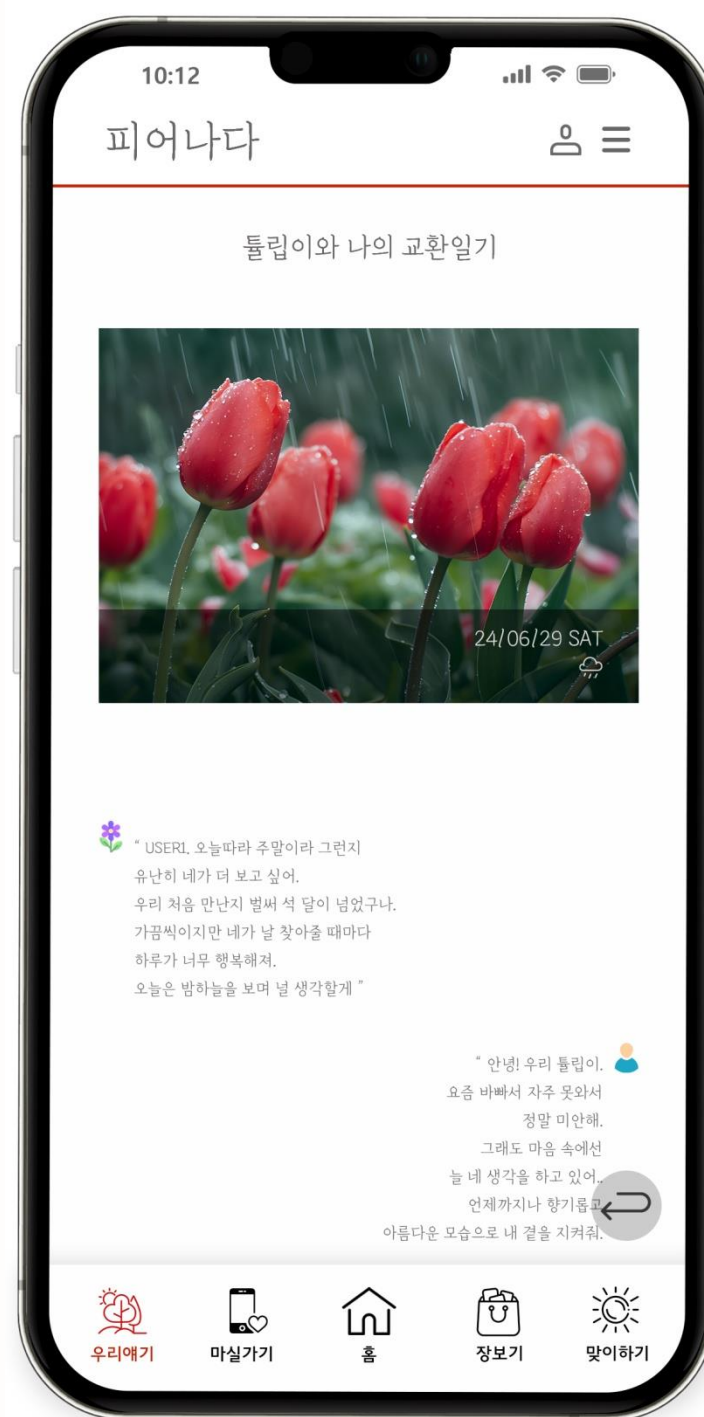 10:12
피어나다
튤립이와 나의 교환일기
24/06/29 SAT
“ USER1, 오늘따라 주말이라 그런지
유난히 네가 더 보고 싶어.
우리 처음 만난지 벌써 석 달이 넘었구나.
가끔씩이지만 네가 날 찾아줄 때마다
하루가 너무 행복해져.
오늘은 밤하늘을 보며 널 생각할게 ”
“ 안녕! 우리 튤립이.
요즘 바빠서 자주 못와서
정말 미안해.
그래도 마음 속에선
늘 네 생각을 하고 있어..
언제까지나 향기롭고
아름다운 모습으로 내 곁을 지켜줘.
우리얘기
마실가기
홈
장보기
맞이하기